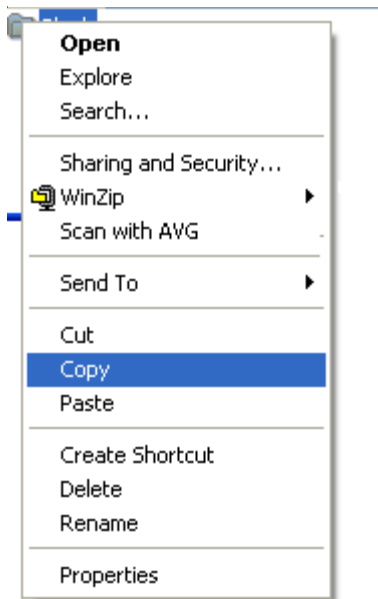 Open
Explore
Search...
Sharing and Security...
WinZip
Scan with AVG
Send To
Cut
Copy
Paste
Create Shortcut
Delete
Rename
Properties